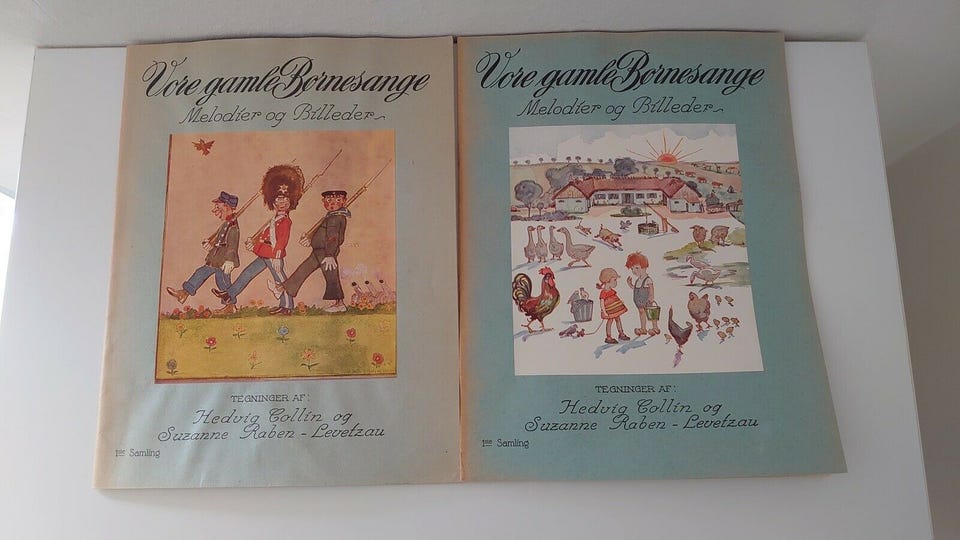 Vore gamle Børnesange
Melodier og Billeder
TEGNINGER AF:
Hedvig Collin og
Suzanne Raben - Levetzau
1ste Samling
Vore gamle Børnesange
Melodier og Billeder
TEGNINGER AF:
Hedvig Collin og
Suzanne Raben - Levetzau
1ste Samling